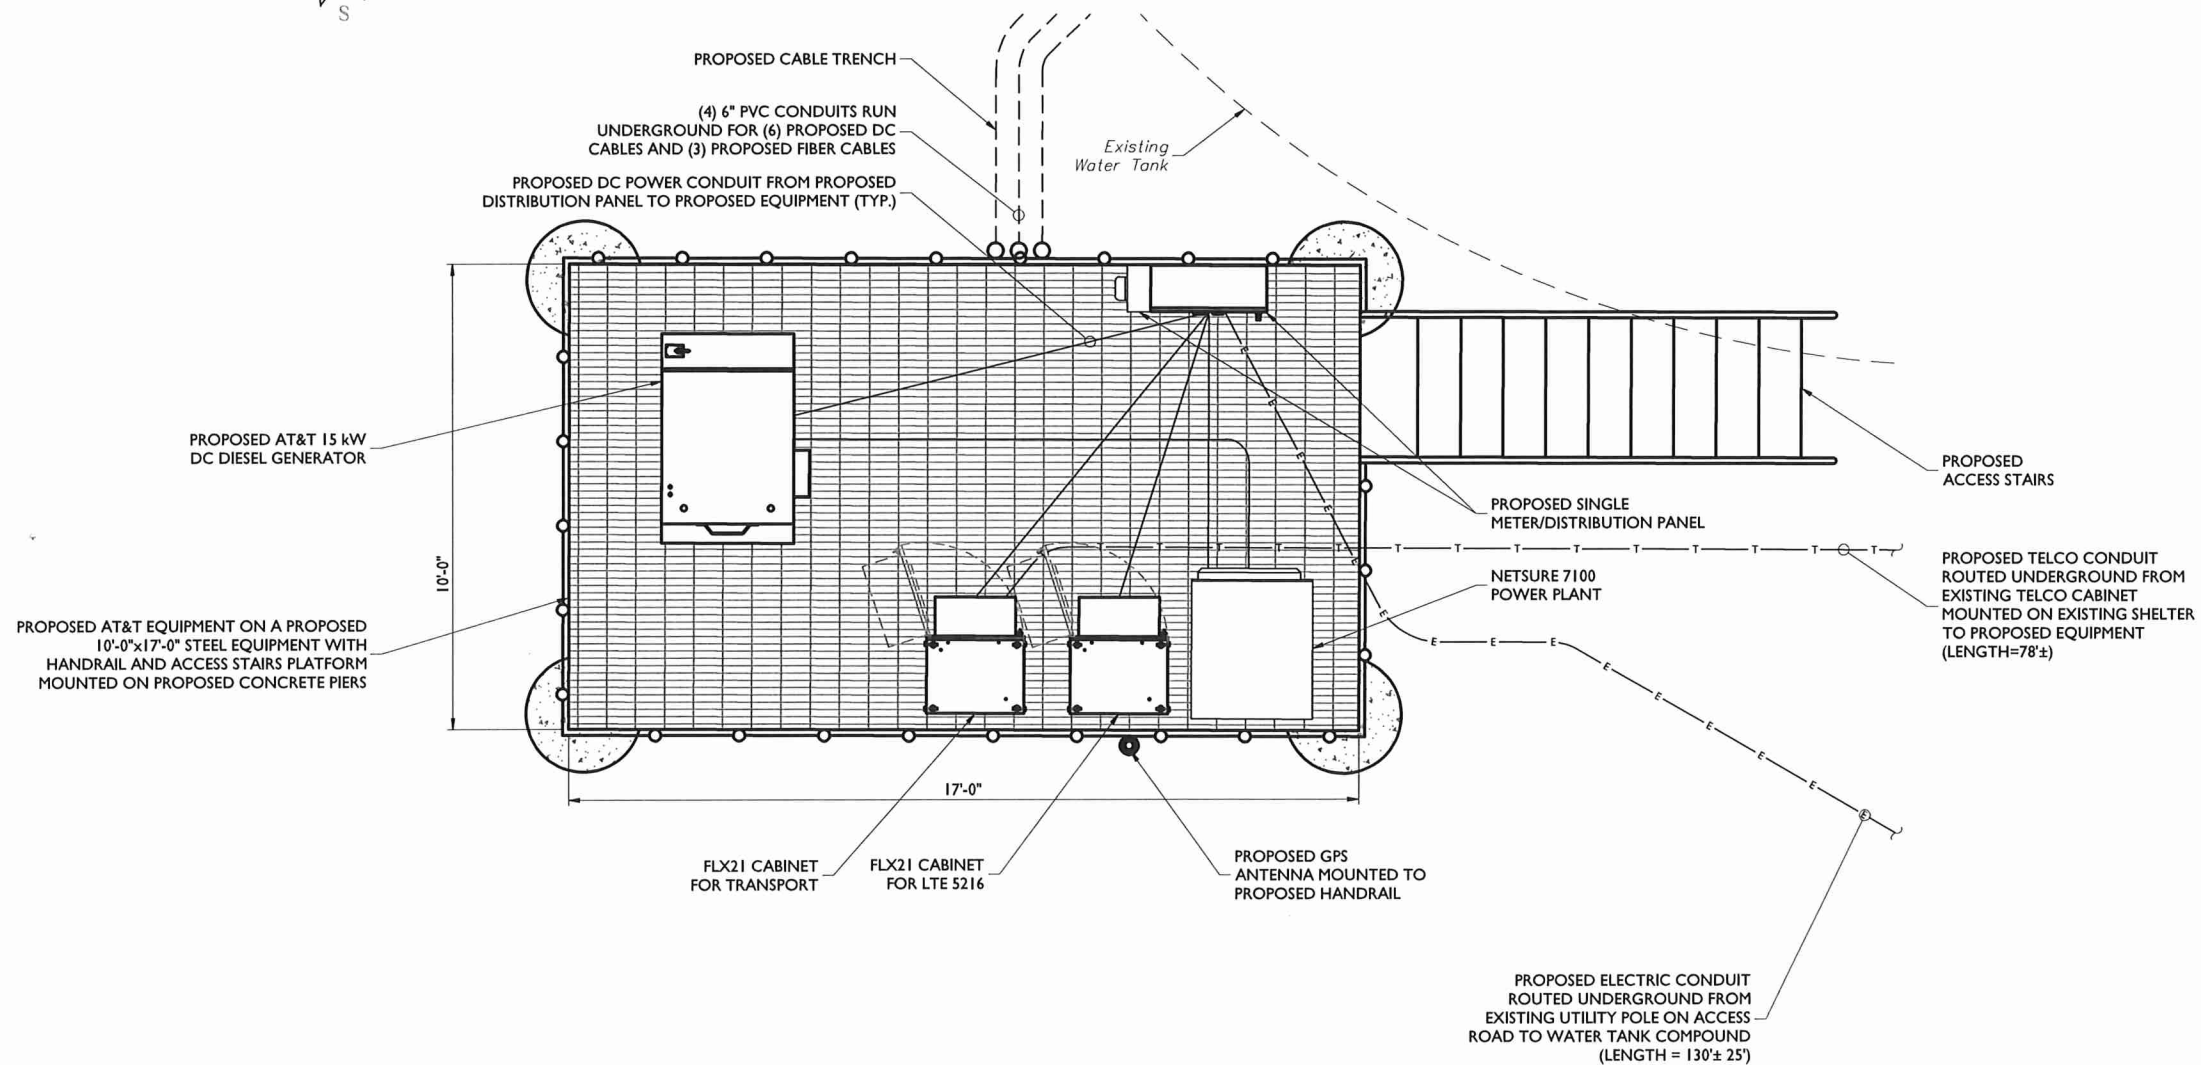 S
PROPOSED CABLE TRENCH
(4) 6" PVC CONDUITS RUN
UNDERGROUND FOR (6) PROPOSED DC
CABLES AND (3) PROPOSED FIBER CABLES
PROPOSED DC POWER CONDUIT FROM PROPOSED
DISTRIBUTION PANEL TO PROPOSED EQUIPMENT (TYP.)
Existing
Water Tank
PROPOSED AT&T 15 kW
DC DIESEL GENERATOR
10'-0"
PROPOSED AT&T EQUIPMENT ON A PROPOSED
10'-0"x17'-0" STEEL EQUIPMENT WITH
HANDRAIL AND ACCESS STAIRS PLATFORM
MOUNTED ON PROPOSED CONCRETE PIERS
PROPOSED
ACCESS STAIRS
PROPOSED SINGLE
METER/DISTRIBUTION PANEL
T T T T T T T T T T T T T
E E E E E E E E E E E E E E
NETSURE 7100
POWER PLANT
PROPOSED TELCO CONDUIT
ROUTED UNDERGROUND FROM
EXISTING TELCO CABINET
MOUNTED ON EXISTING SHELTER
TO PROPOSED EQUIPMENT
(LENGTH=78'±)
17'-0"
FLX21 CABINET
FOR TRANSPORT
FLX21 CABINET
FOR LTE 5216
PROPOSED GPS
ANTENNA MOUNTED TO
PROPOSED HANDRAIL
PROPOSED ELECTRIC CONDUIT
ROUTED UNDERGROUND FROM
EXISTING UTILITY POLE ON ACCESS
ROAD TO WATER TANK COMPOUND
(LENGTH = 130'± 25')